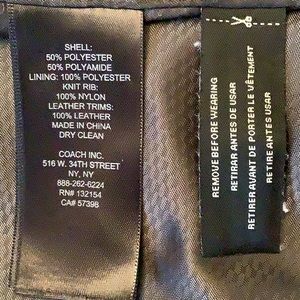 SHELL:
50% POLYESTER
50% POLYAMIDE
LINING: 100% POLYESTER
KNIT RIB:
100% NYLON
LEATHER TRIMS:
100% LEATHER
MADE IN CHINA
DRY CLEAN
COACH INC.
516 W. 34TH STREET
NY, NY
888-262-6224
RN# 132154
CA# 57398
REMOVE BEFORE WEARING
RETIRAR ANTES DE USAR
RETIRER AVANT DE PORTER LE VÊTEMENT
RETIRE ANTES DE USAR